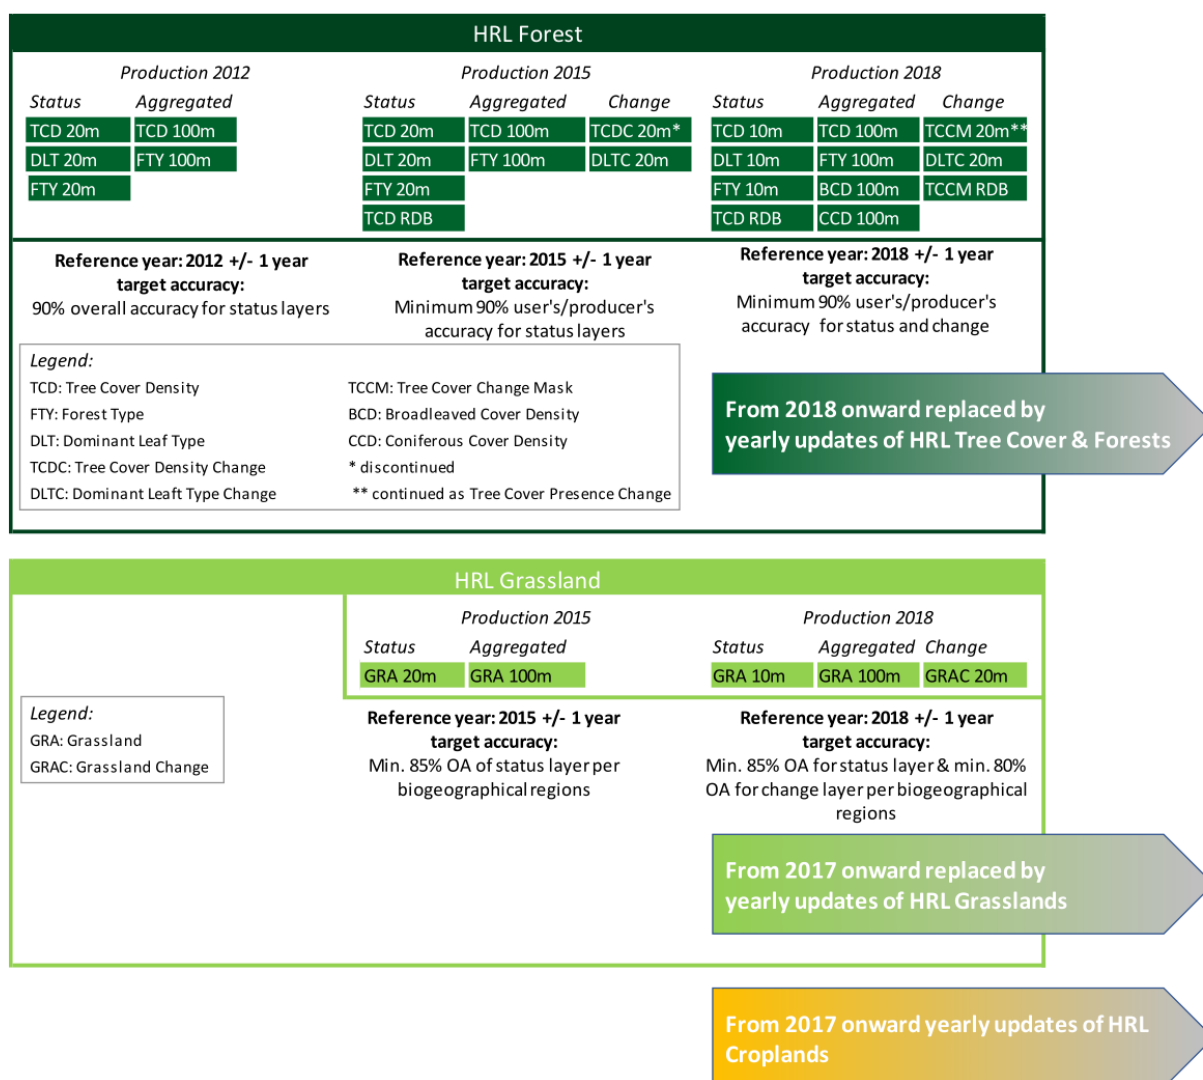 HRL Forest
Production 2012
Production 2015
Production 2018
Status Aggregated
Status Aggregated Change
Status Aggregated Change
TCD 20m TCD 100m
TCD 20m TCD 100m TCDC 20m*
TCD 10m TCD 100m TCCM 20m**
DLT 20m FTY 100m
DLT 20m FTY 100m DLTC 20m
DLT 10m FTY 100m DLTC 20m
FTY 20m
FTY 20m
FTY 10m BCD 100m TCCM RDB
TCD RDB
TCD RDB CCD 100m
Reference year: 2012 +/- 1 year
target accuracy:
90% overall accuracy for status layers
Reference year: 2015 +/- 1 year
target accuracy:
Minimum 90% user's/producer's
accuracy for status layers
Reference year: 2018 +/- 1 year
target accuracy:
Minimum 90% user's/producer's
accuracy for status and change
Legend:
TCD: Tree Cover Density
FTY: Forest Type
DLT: Dominant Leaf Type
TCDC: Tree Cover Density Change
DLTC: Dominant Leaft Type Change
TCCM: Tree Cover Change Mask
BCD: Broadleaved Cover Density
CCD: Coniferous Cover Density
* discontinued
** continued as Tree Cover Presence Change
From 2018 onward replaced by
yearly updates of HRL Tree Cover & Forests
HRL Grassland
Production 2015
Production 2018
Status Aggregated
Status Aggregated Change
GRA 20m GRA 100m
GRA 10m GRA 100m GRAC 20m
Legend:
GRA: Grassland
GRAC: Grassland Change
Reference year: 2015 +/- 1 year
target accuracy:
Min. 85% OA of status layer per
biogeographical regions
Reference year: 2018 +/- 1 year
target accuracy:
Min. 85% OA for status layer & min. 80%
OA for change layer per biogeographical
regions
From 2017 onward replaced by
yearly updates of HRL Grasslands
From 2017 onward yearly updates of HRL
Croplands